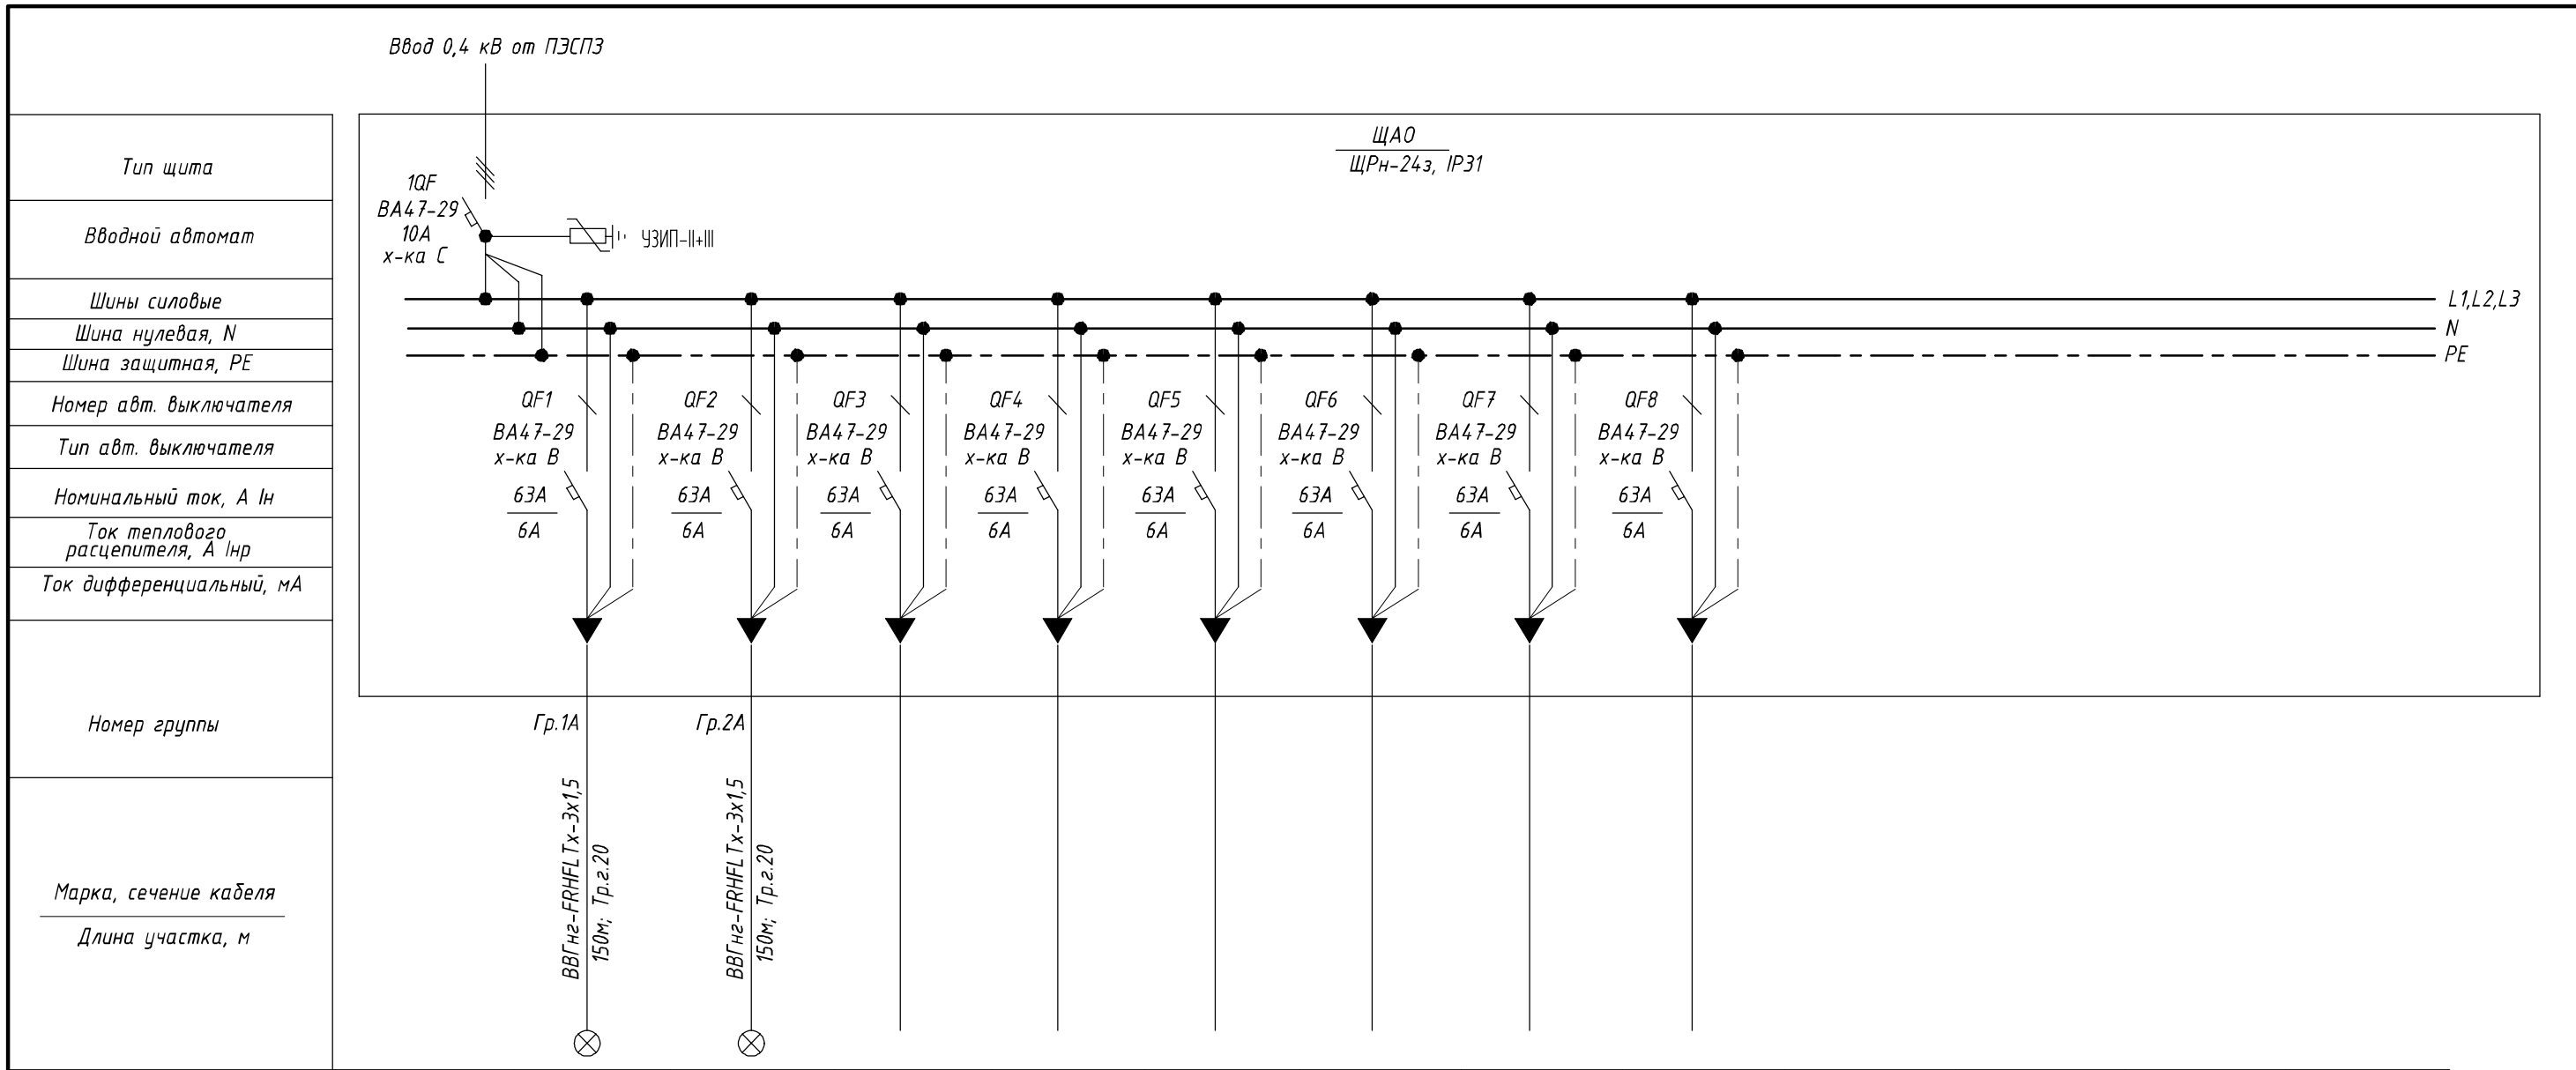 Ввод 0,4 кВ от ПЭСПЗ
ЩАО
ЩРн-24з, IP31
Тип щита
1QF
ВА47-29
10А
х-ка С
УЗИП-II+III
Вводной автомат
Шины силовые
L1,L2,L3
Шина нулевая, N
N
Шина защитная, PE
PE
Номер авт. выключателя
QF1
QF2
QF3
QF4
QF5
QF6
QF7
QF8
Тип авт. выключателя
ВА47-29
х-ка В
ВА47-29
х-ка В
ВА47-29
х-ка В
ВА47-29
х-ка В
ВА47-29
х-ка В
ВА47-29
х-ка В
ВА47-29
х-ка В
ВА47-29
х-ка В
Номинальный ток, А Iн
63А
63А
63А
63А
63А
63А
63А
63А
Ток теплового
расцепителя, А Iнр
6А
6А
6А
6А
6А
6А
6А
6А
Ток дифференциальный, мА
Номер группы
Гр.1А
Гр.2А
Марка, сечение кабеля
Длина участка, м
ВВГнг-FRHFLTx-3х1,5
150м; Тр.г.20
ВВГнг-FRHFLTx-3х1,5
150м; Тр.г.20